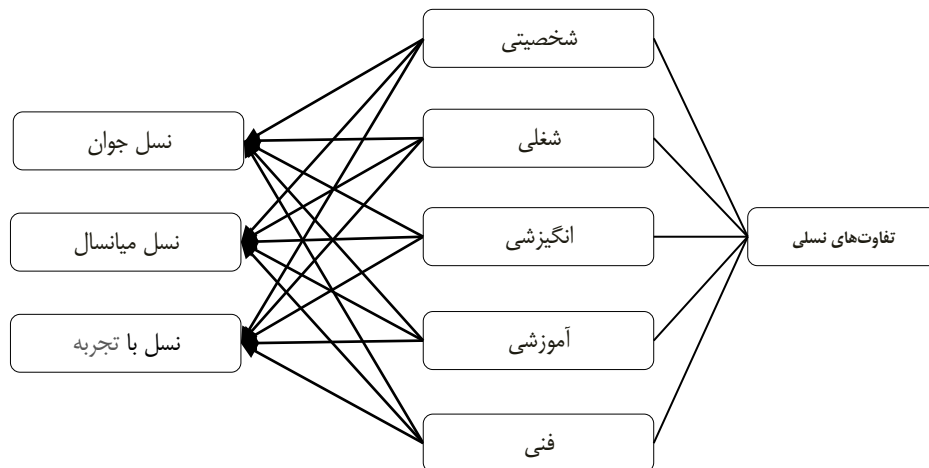 تفاوت‌های نسلی
شخصیتی
شغلی
انگیزشی
آموزشی
فنی
نسل جوان
نسل میانسال
نسل با تجربه